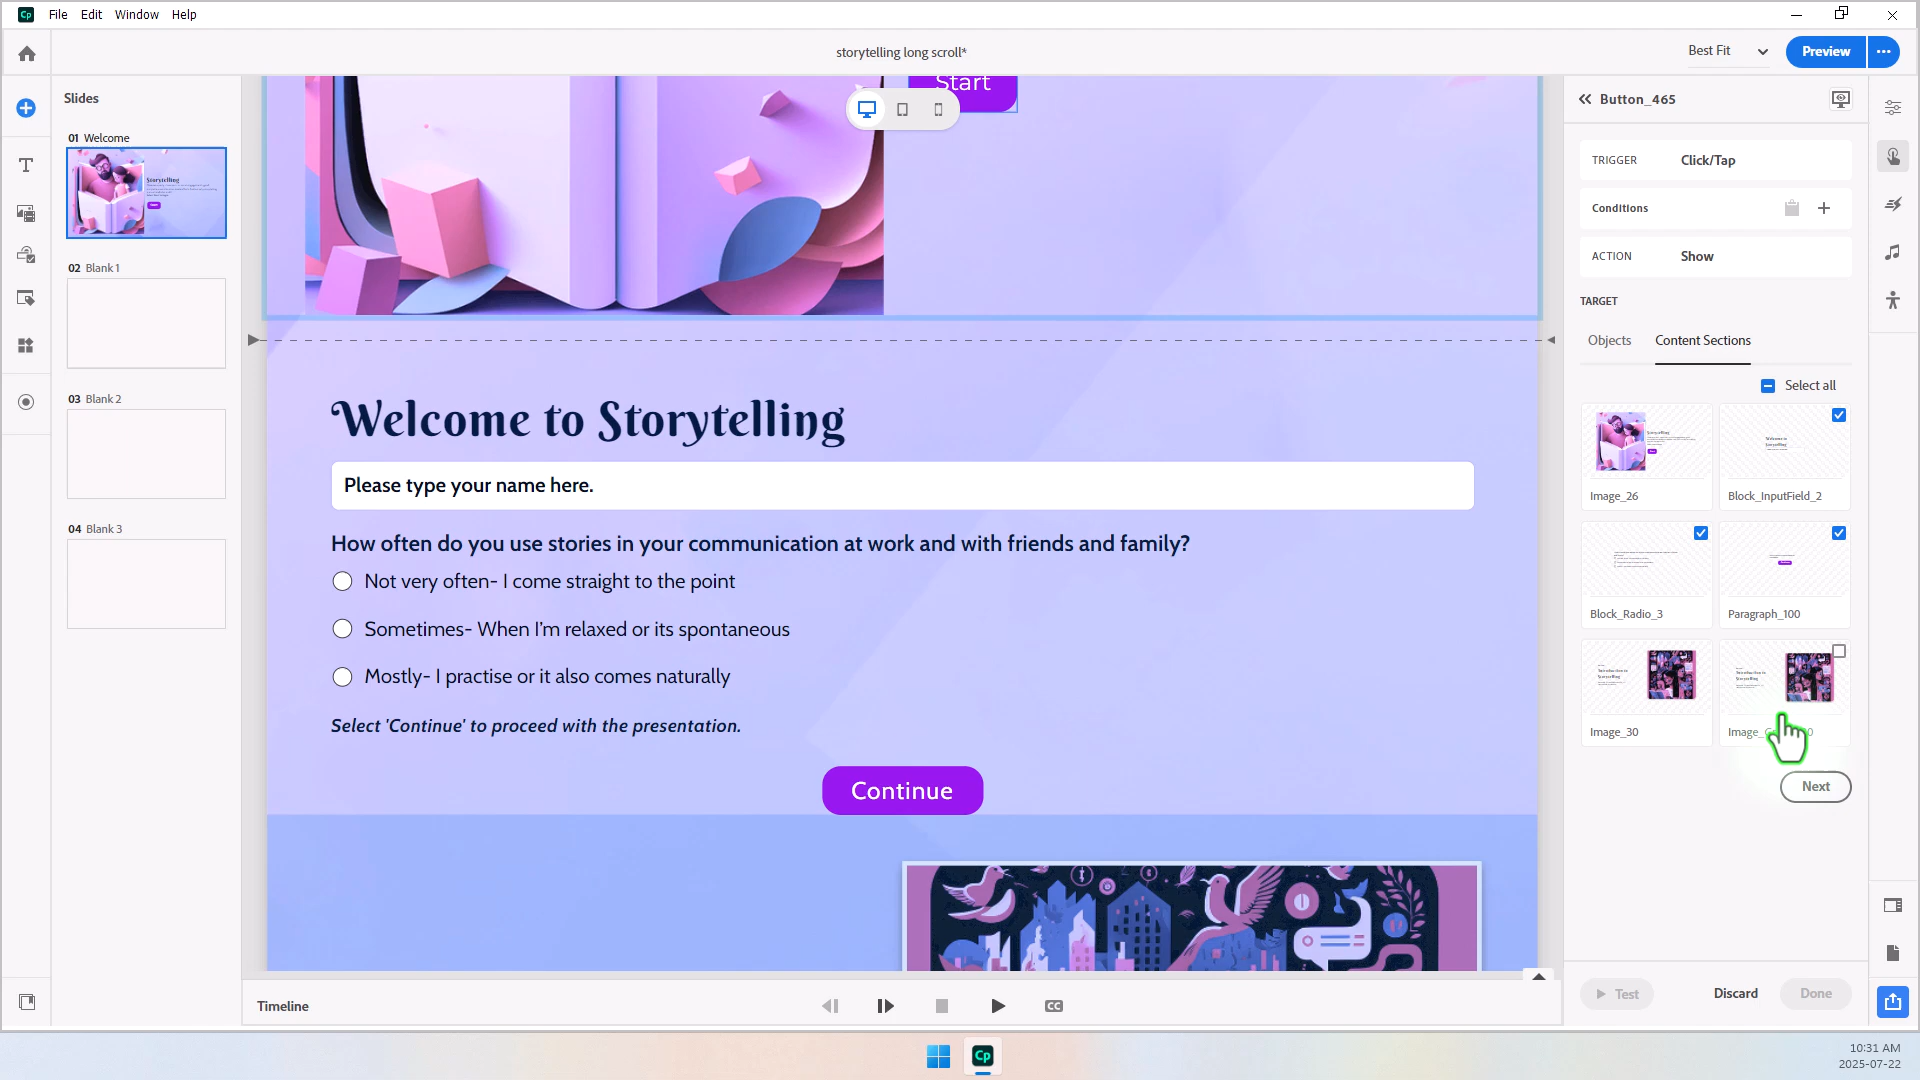 Cp File Edit Window Help
storytelling long scroll*
Best Fit
Preview
Slides
01 Welcome
Storytelling
02 Blank 1
03 Blank 2
04 Blank 3
Start
Welcome to Storytelling
Please type your name here.
How often do you use stories in your communication at work and with friends and family?
Not very often- I come straight to the point
Sometimes- When I'm relaxed or its spontaneous
Mostly- I practise or it also comes naturally
Select 'Continue' to proceed with the presentation.
Continue
Timeline
CC
Button_465
TRIGGER Click/Tap
Conditions
ACTION Show
TARGET
Objects Content Sections
Select all
Image_26 Block_InputField_2
Block_Radio_3 Paragraph_100
Image_30
Next
Test Discard Done
Cp
10:31 AM
2025-07-22